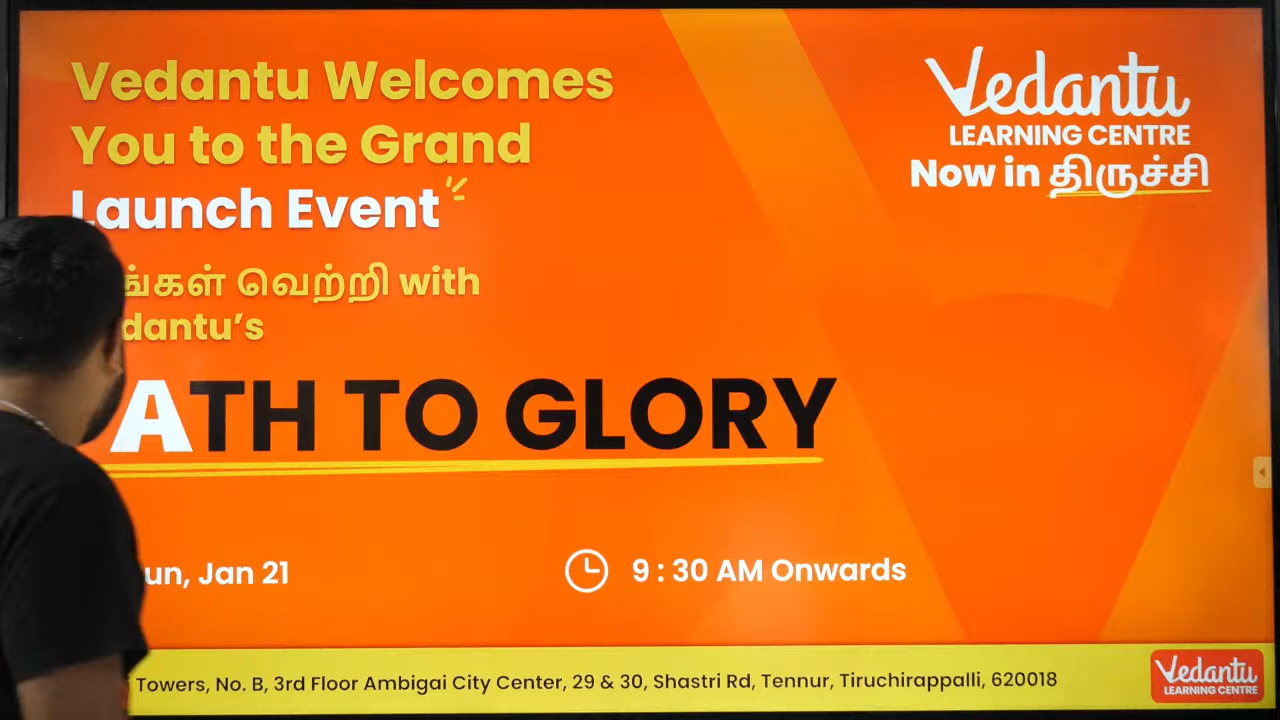 Vedantu Welcomes
You to the Grand
Launch Event
Vedantu
LEARNING CENTRE
Now in திருச்சி
வெற்றி with
PATH TO GLORY
Sun, Jan 21
9 : 30 AM Onwards
Towers, No. B, 3rd Floor Ambigai City Center, 29 & 30, Shastri Rd, Tennur, Tiruchirappalli, 620018
Vedantu
LEARNING CENTRE